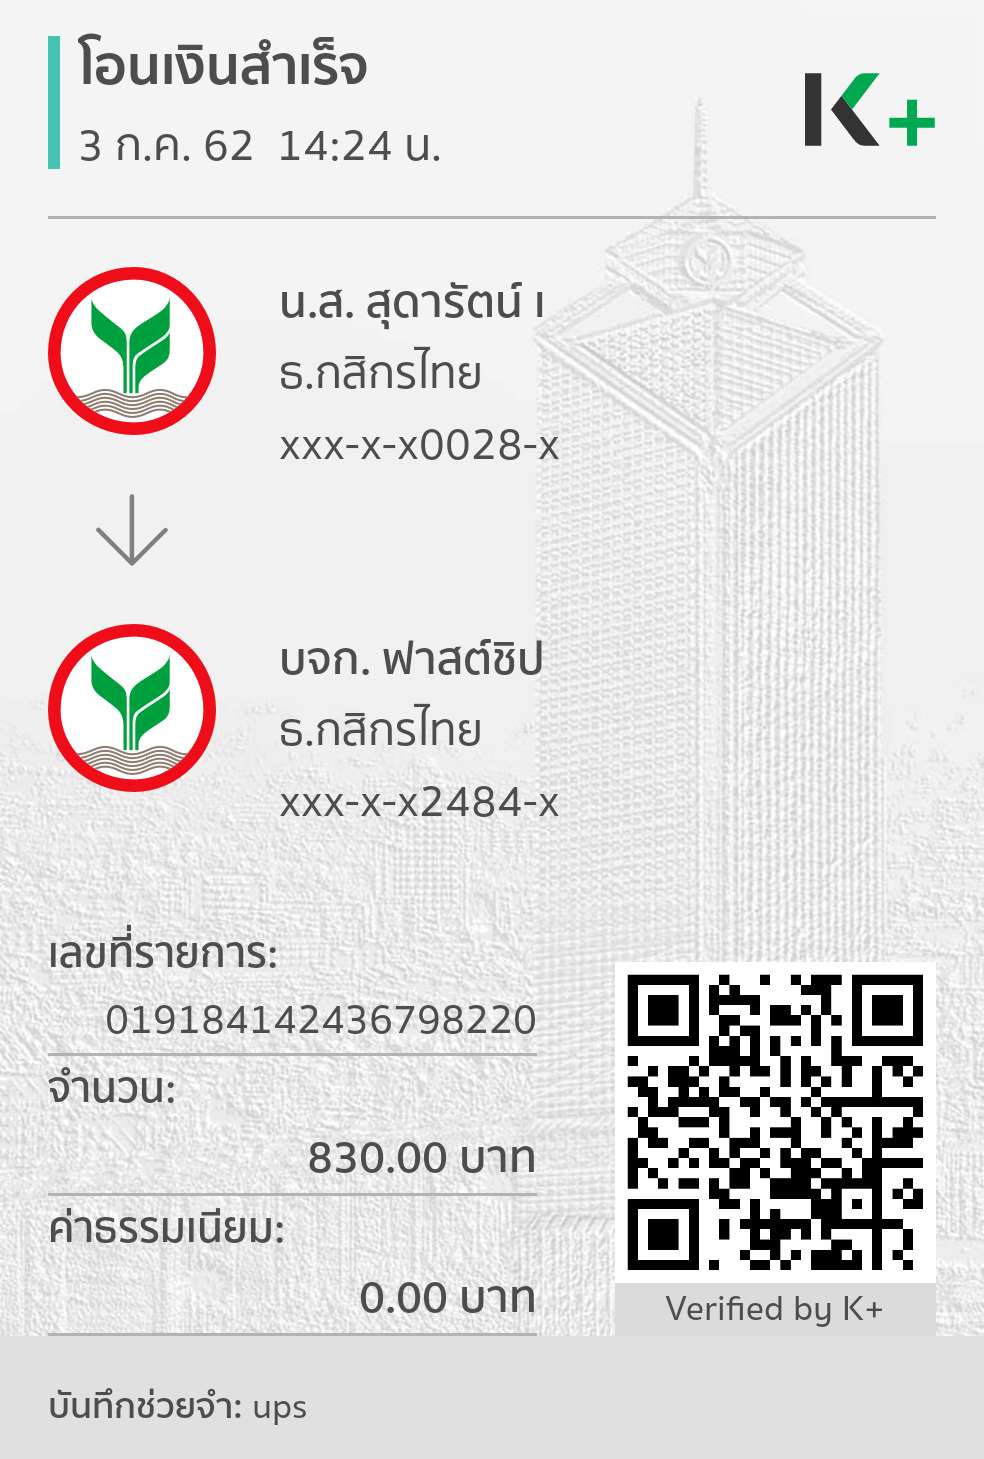 โอนเงินสำเร็จ
3 ก.ค. 62 14:24 น.
K+
น.ส. สุดารัตน์ เ
ธ.กสิกรไทย
xxx-x-x0028-x
บจก. ฟาสต์ชิป
ธ.กสิกรไทย
xxx-x-x2484-x
เลขที่รายการ:
019184142436798220
จำนวน:
830.00 บาท
ค่าธรรมเนียม:
0.00 บาท
Verified by K+
บันทึกช่วยจำ: ups